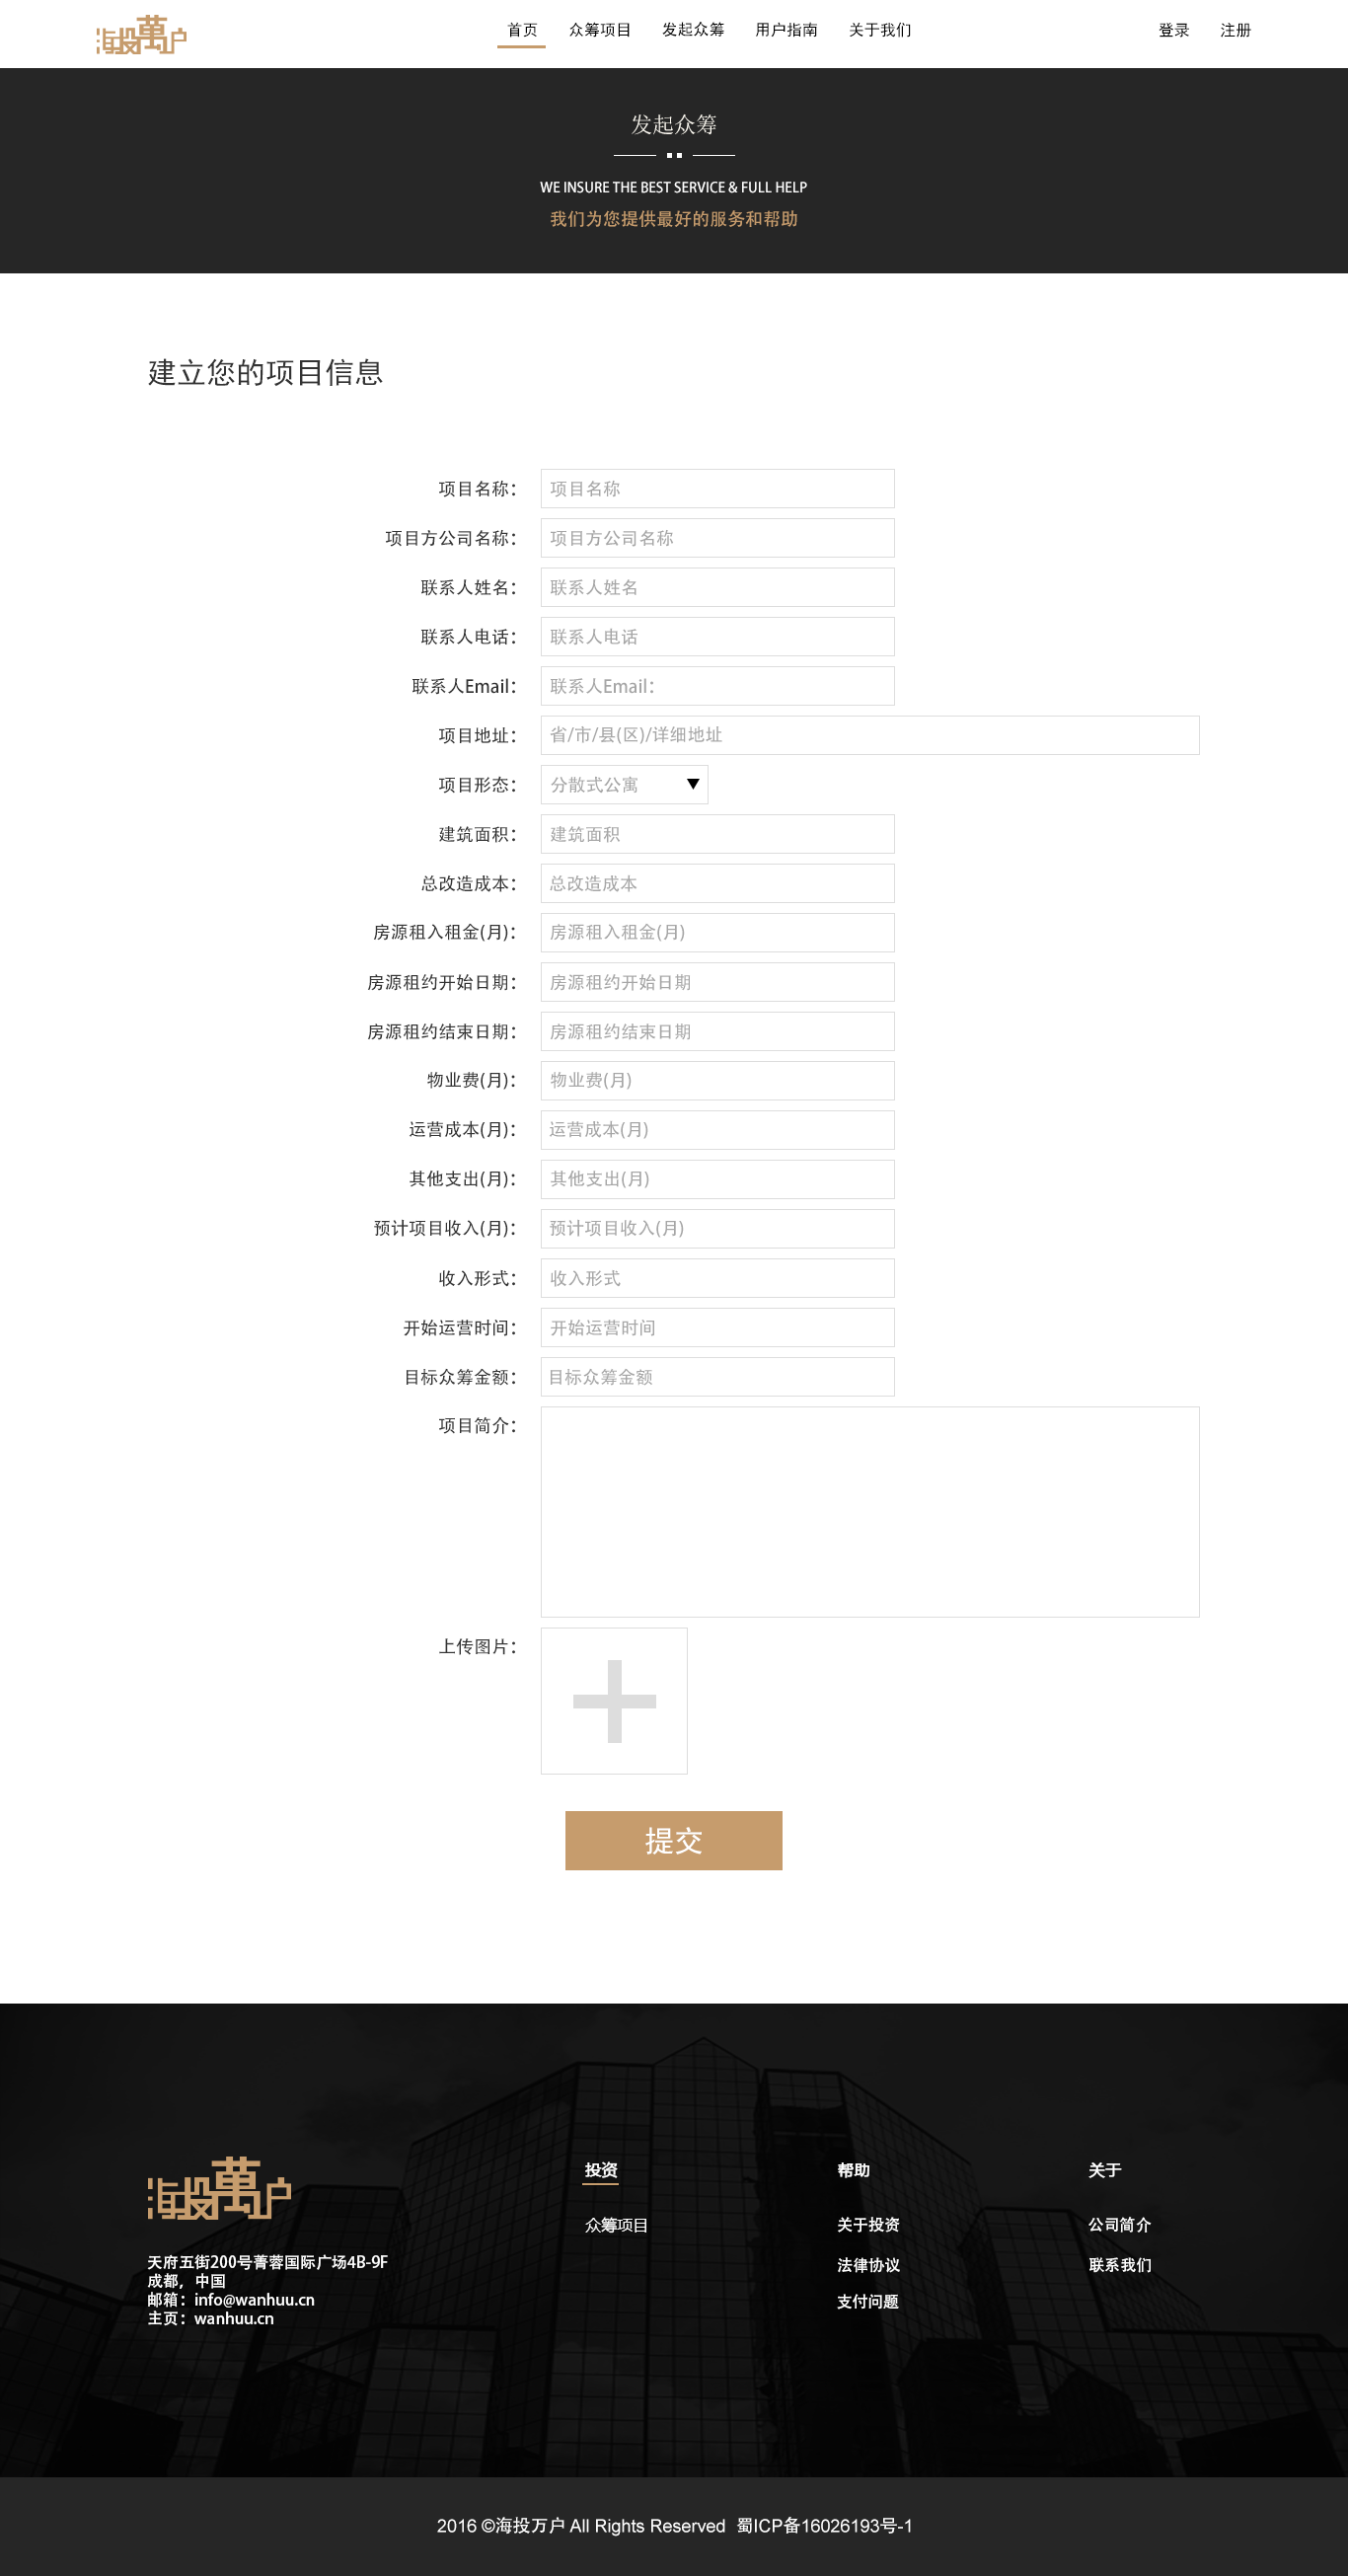 海投萬户
首页 众筹项目 发起众筹 用户指南 关于我们 登录 注册
发起众筹
WE INSURE THE BEST SERVICE & FULL HELP
我们为您提供最好的服务和帮助
建立您的项目信息
项目名称： 项目名称
项目方公司名称： 项目方公司名称
联系人姓名： 联系人姓名
联系人电话： 联系人电话
联系人Email： 联系人Email：
项目地址： 省/市/县(区)/详细地址
项目形态： 分散式公寓
建筑面积： 建筑面积
总改造成本： 总改造成本
房源租入租金(月)： 房源租入租金(月)
房源租约开始日期： 房源租约开始日期
房源租约结束日期： 房源租约结束日期
物业费(月)： 物业费(月)
运营成本(月)： 运营成本(月)
其他支出(月)： 其他支出(月)
预计项目收入(月)： 预计项目收入(月)
收入形式： 收入形式
开始运营时间： 开始运营时间
目标众筹金额： 目标众筹金额
项目简介：
上传图片：
提交
海投萬户
天府五街200号菁蓉国际广场4B-9F
成都，中国
邮箱：info@wanhuu.cn
主页：wanhuu.cn
投资
众筹项目
帮助
关于投资
法律协议
支付问题
关于
公司简介
联系我们
2016 ©海投万户 All Rights Reserved 蜀ICP备16026193号-1